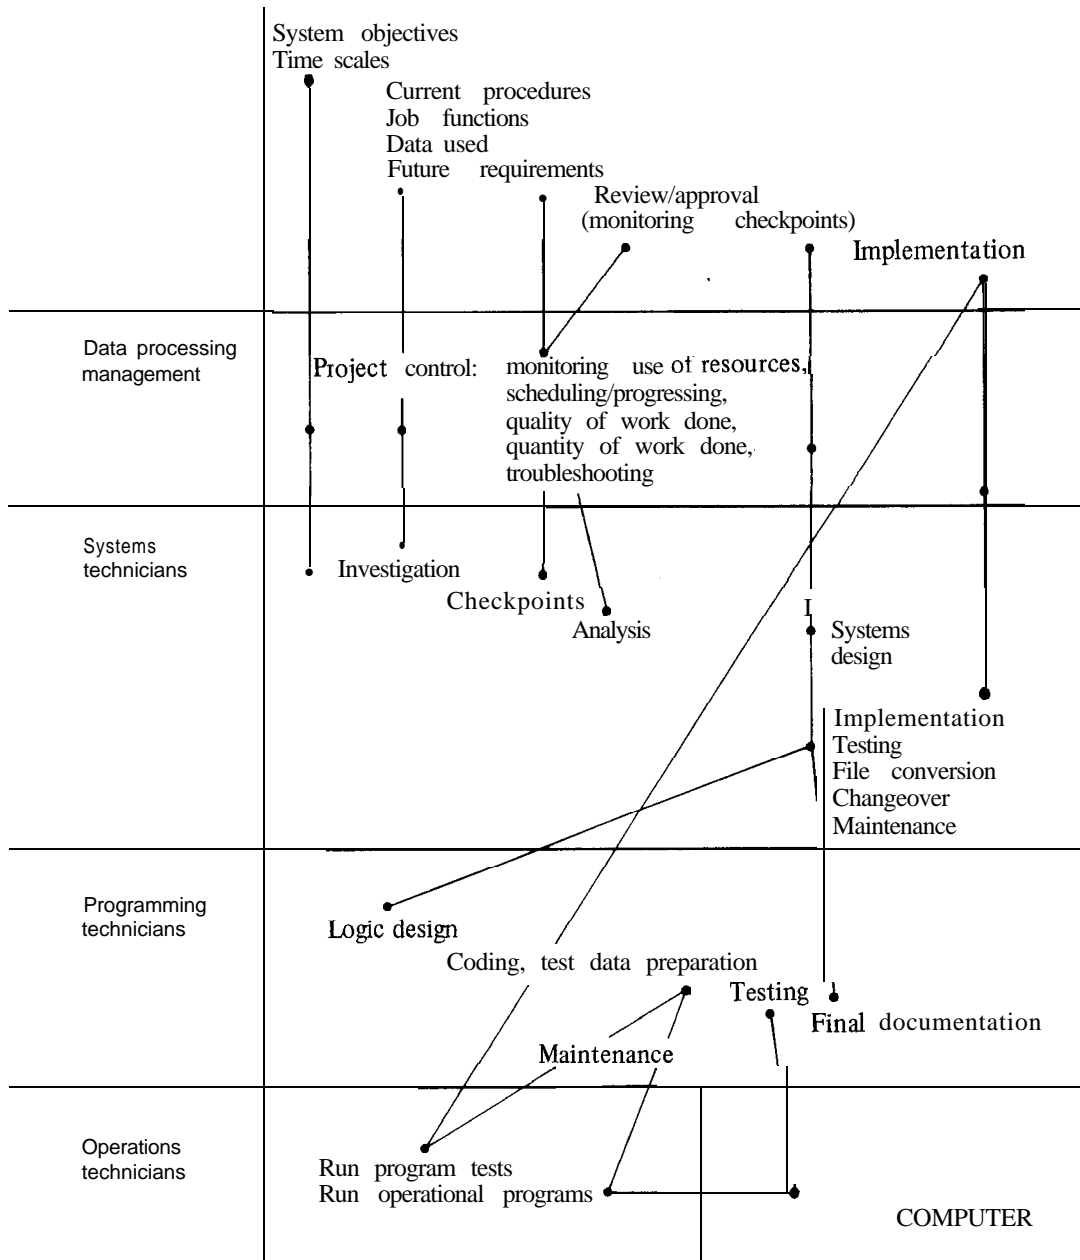 System objectives
Time scales
Current procedures
Job functions
Data used
Future requirements
Review/approval
(monitoring checkpoints)
Implementation
Data processing
management
Project control: monitoring use of resources,
scheduling/progressing,
quality of work done,
quantity of work done,
troubleshooting
Systems
technicians
Investigation
Checkpoints
Analysis
Systems
design
Implementation
Testing
File conversion
Changeover
Maintenance
Programming
technicians
Logic design
Coding, test data preparation
Testing
Final documentation
Maintenance
Operations
technicians
Run program tests
Run operational programs
COMPUTER